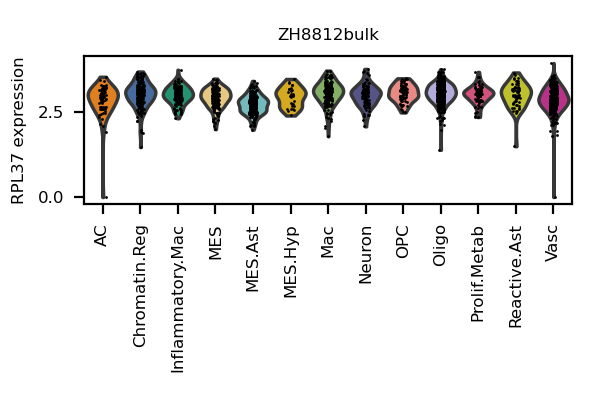 ZH8812bulk
RPL37 expression
2.5
0.0
AC
Chromatin.Reg
Inflammatory.Mac
MES
MES.Ast
MES.Hyp
Mac
Neuron
OPC
Oligo
Prolif.Metab
Reactive.Ast
Vasc